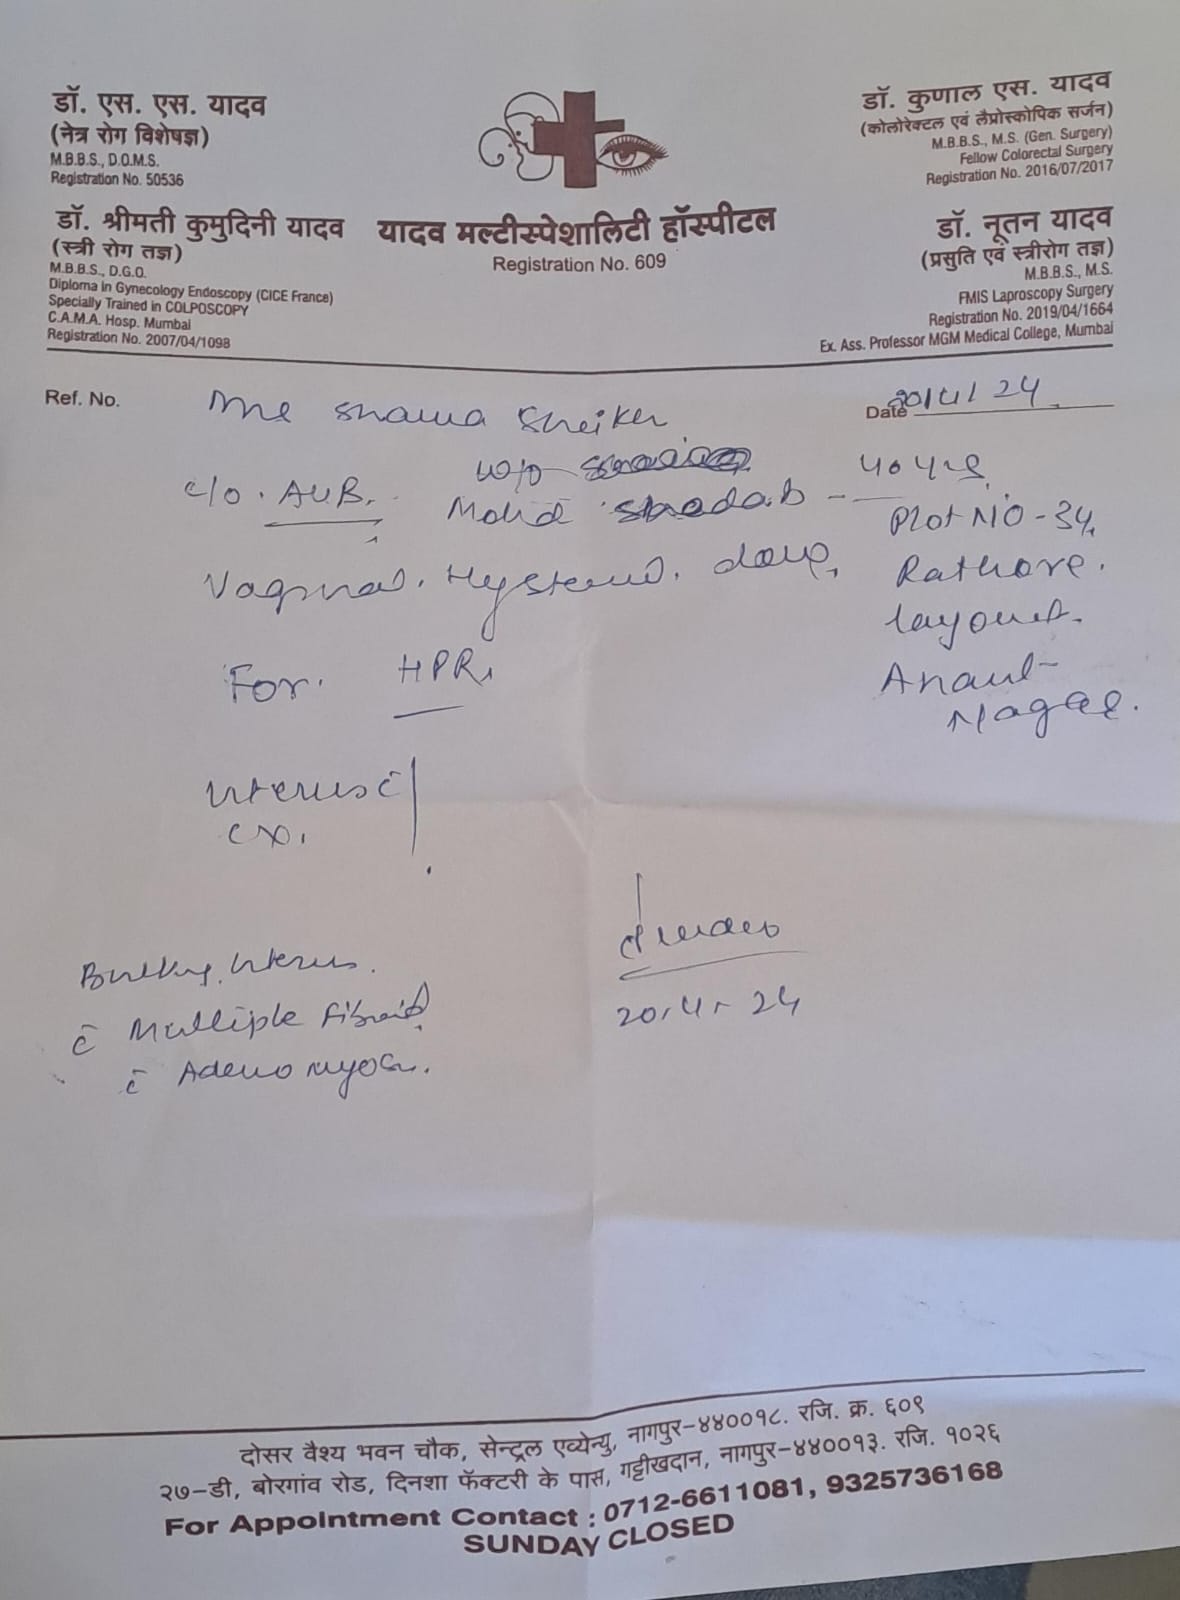 डॉ. एस. एस. यादव
(नेत्र रोग विशेषज्ञ)
M.B.B.S., D.O.M.S.
Registration No. 50536
डॉ. श्रीमती कुमुदिनी यादव
(स्त्री रोग तज्ञ)
M.B.B.S., D.G.O.
Diploma in Gynecology Endoscopy (CICE France)
Specially Trained in COLPOSCOPY
C.A.M.A. Hosp. Mumbai
Registration No. 2007/04/1098
यादव मल्टीस्पेशालिटी हॉस्पीटल
Registration No. 609
डॉ. कुणाल एस. यादव
(कोलोरेक्टल एवं लैप्रोस्कोपिक सर्जन)
M.B.B.S., M.S. (Gen. Surgery)
Fellow Colorectal Surgery
Registration No. 2016/07/2017
डॉ. नूतन यादव
(प्रसुति एवं स्त्रीरोग तज्ञ)
M.B.B.S., M.S.
FMIS Laproscopy Surgery
Registration No. 2019/04/1664
Ex. Ass. Professor MGM Medical College, Mumbai
Ref. No.
Date 20/4/24
Shama
w/o
40 yrs
c/o. AUB.
Mohd Shadab -
Plot NO-34,
Vaginal.
Rathore.
layout.
For. HPR.
Anant-
Nagar.
Uterus c̄
cx.
Bulky Uterus.
c̄ Multiple fibroid
c̄ Adenomyo
20.4.24
दोसर वैश्य भवन चौक, सेन्ट्रल एव्येन्यु, नागपुर-४४००१८. रजि. क्र. ६०९
२७-डी, बोरगांव रोड, दिनशा फॅक्टरी के पास, गट्टीखदान, नागपुर-४४००१३. रजि. १०२६
For Appointment Contact : 0712-6611081, 9325736168
SUNDAY CLOSED